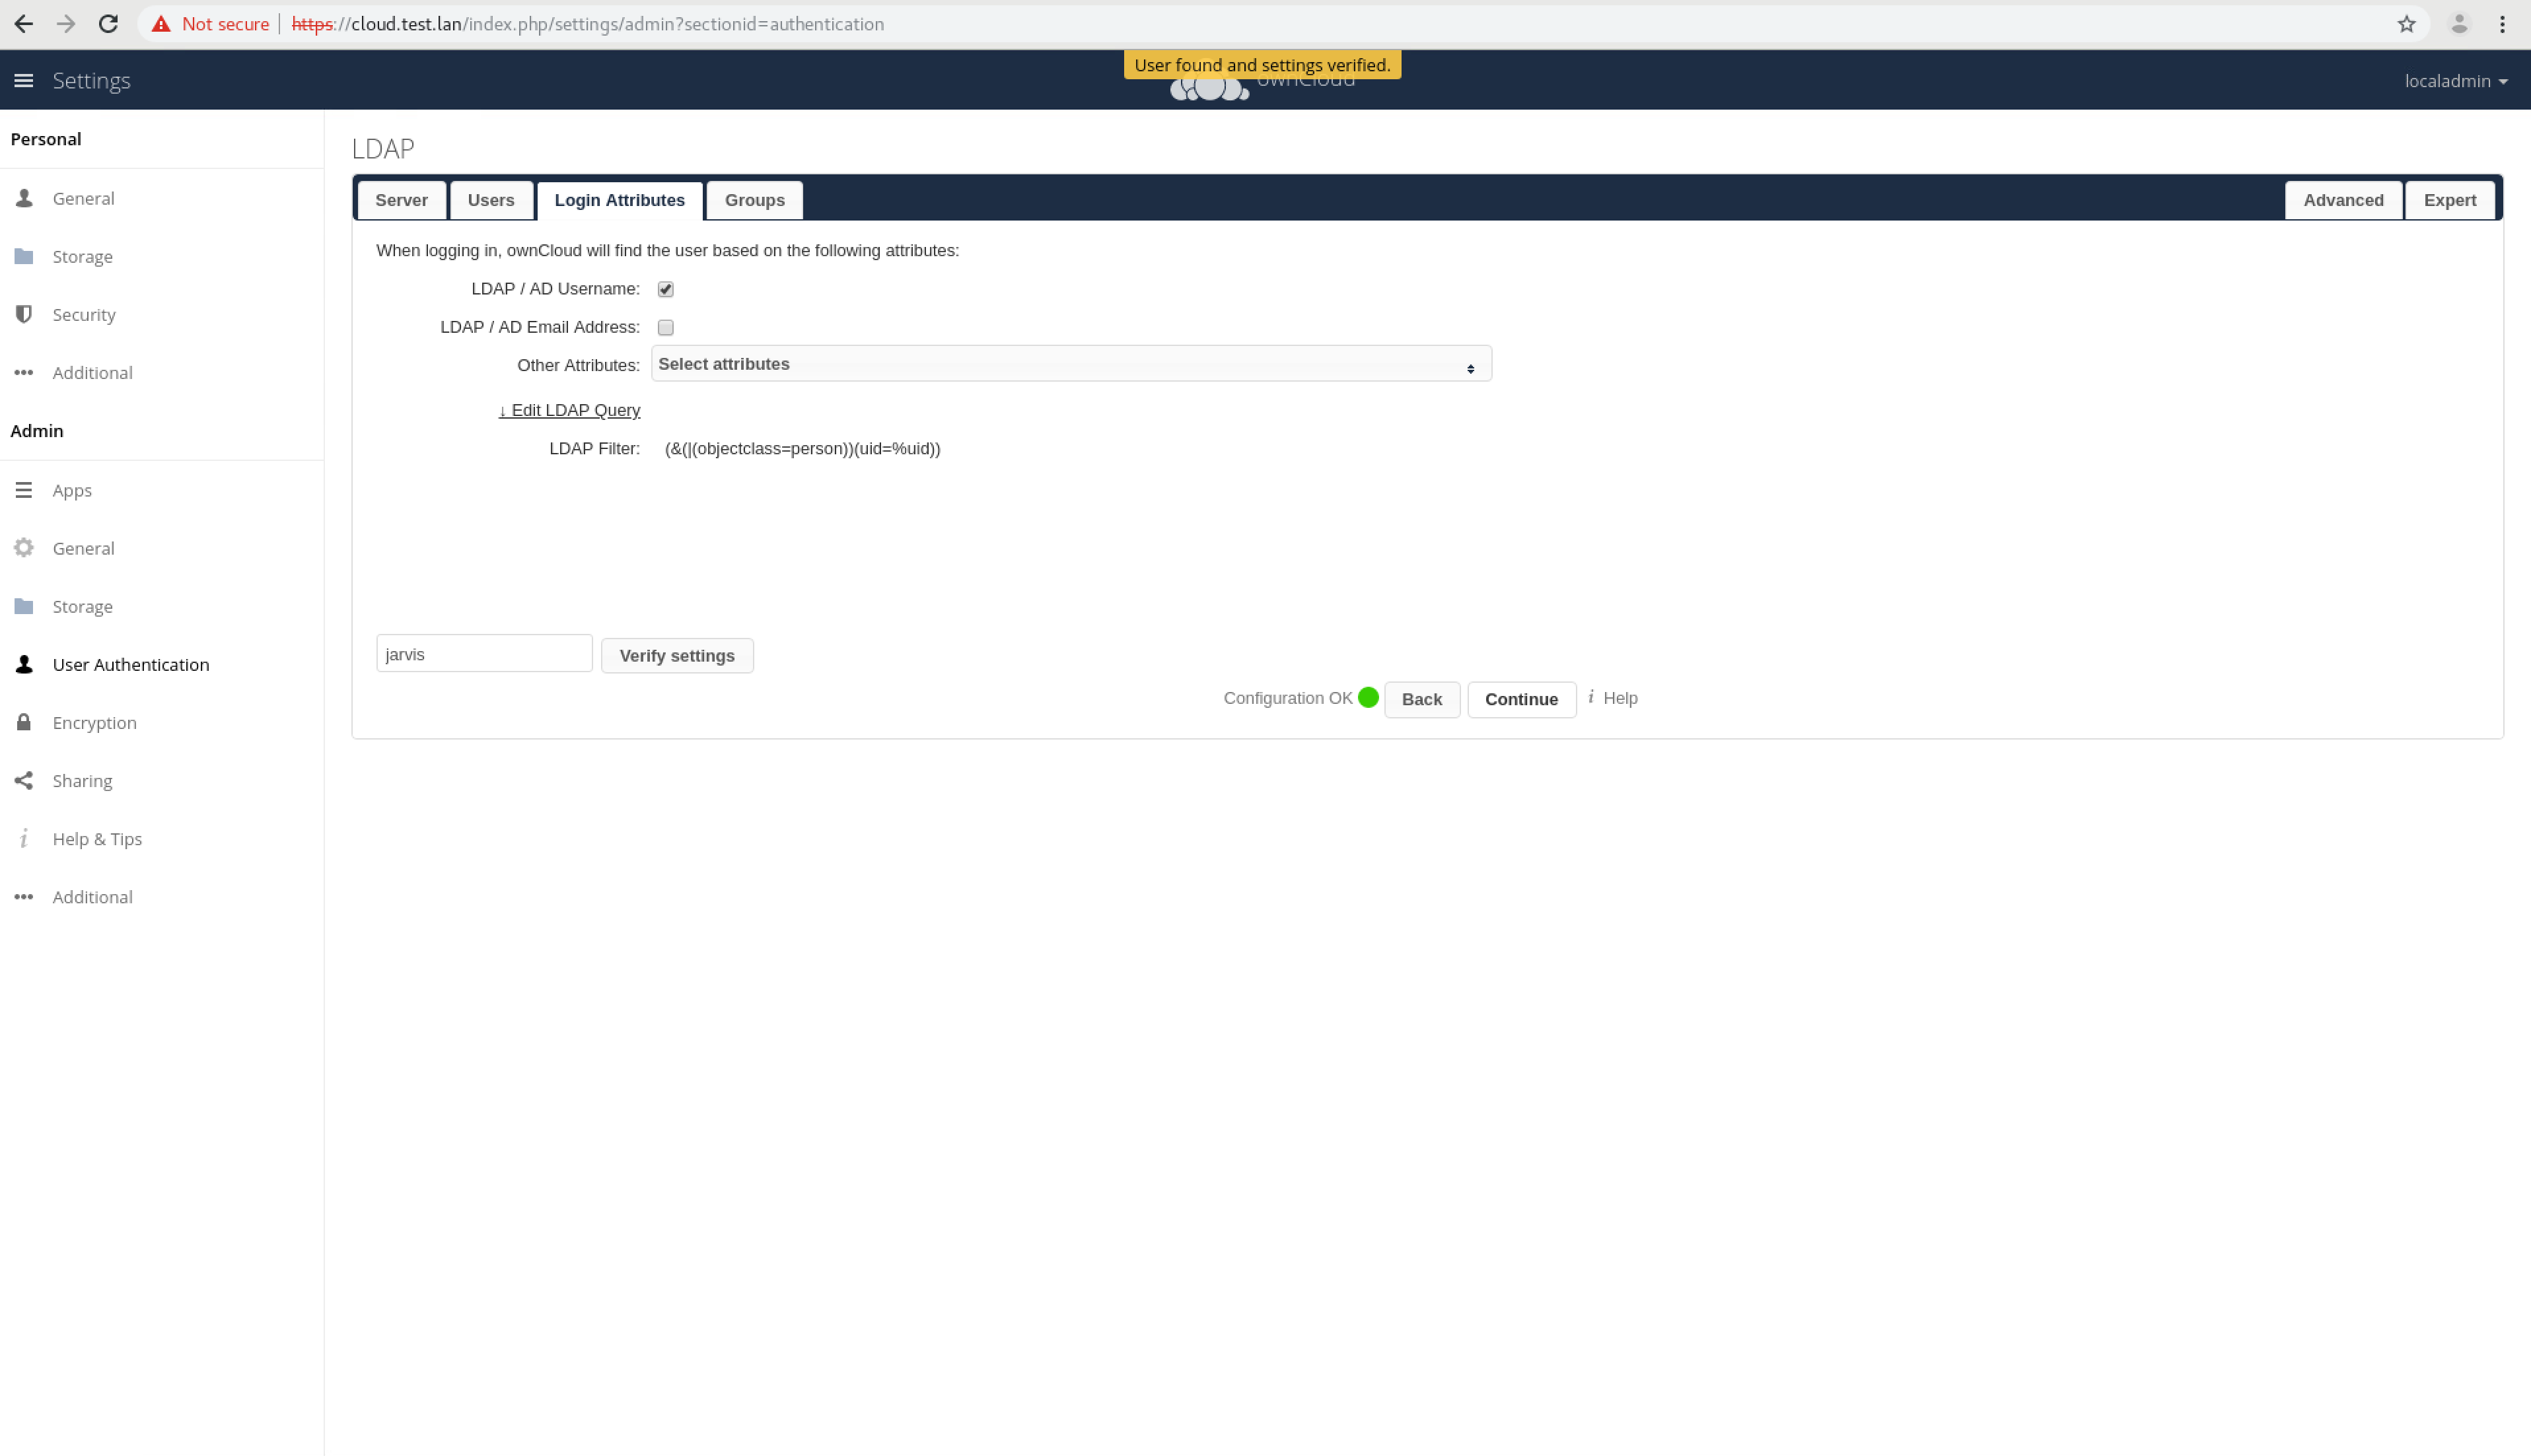 Not secure | https://cloud.test.lan/index.php/settings/admin?sectionid=authentication
User found and settings verified.
Settings
ownCloud
localadmin
Personal
General
Storage
Security
Additional
Admin
Apps
General
Storage
User Authentication
Encryption
Sharing
Help & Tips
Additional
LDAP
Server Users Login Attributes Groups Advanced Expert
When logging in, ownCloud will find the user based on the following attributes:
LDAP / AD Username:
LDAP / AD Email Address:
Other Attributes: Select attributes
↓ Edit LDAP Query
LDAP Filter: (&(|(objectclass=person))(uid=%uid))
jarvis Verify settings
Configuration OK Back Continue i Help